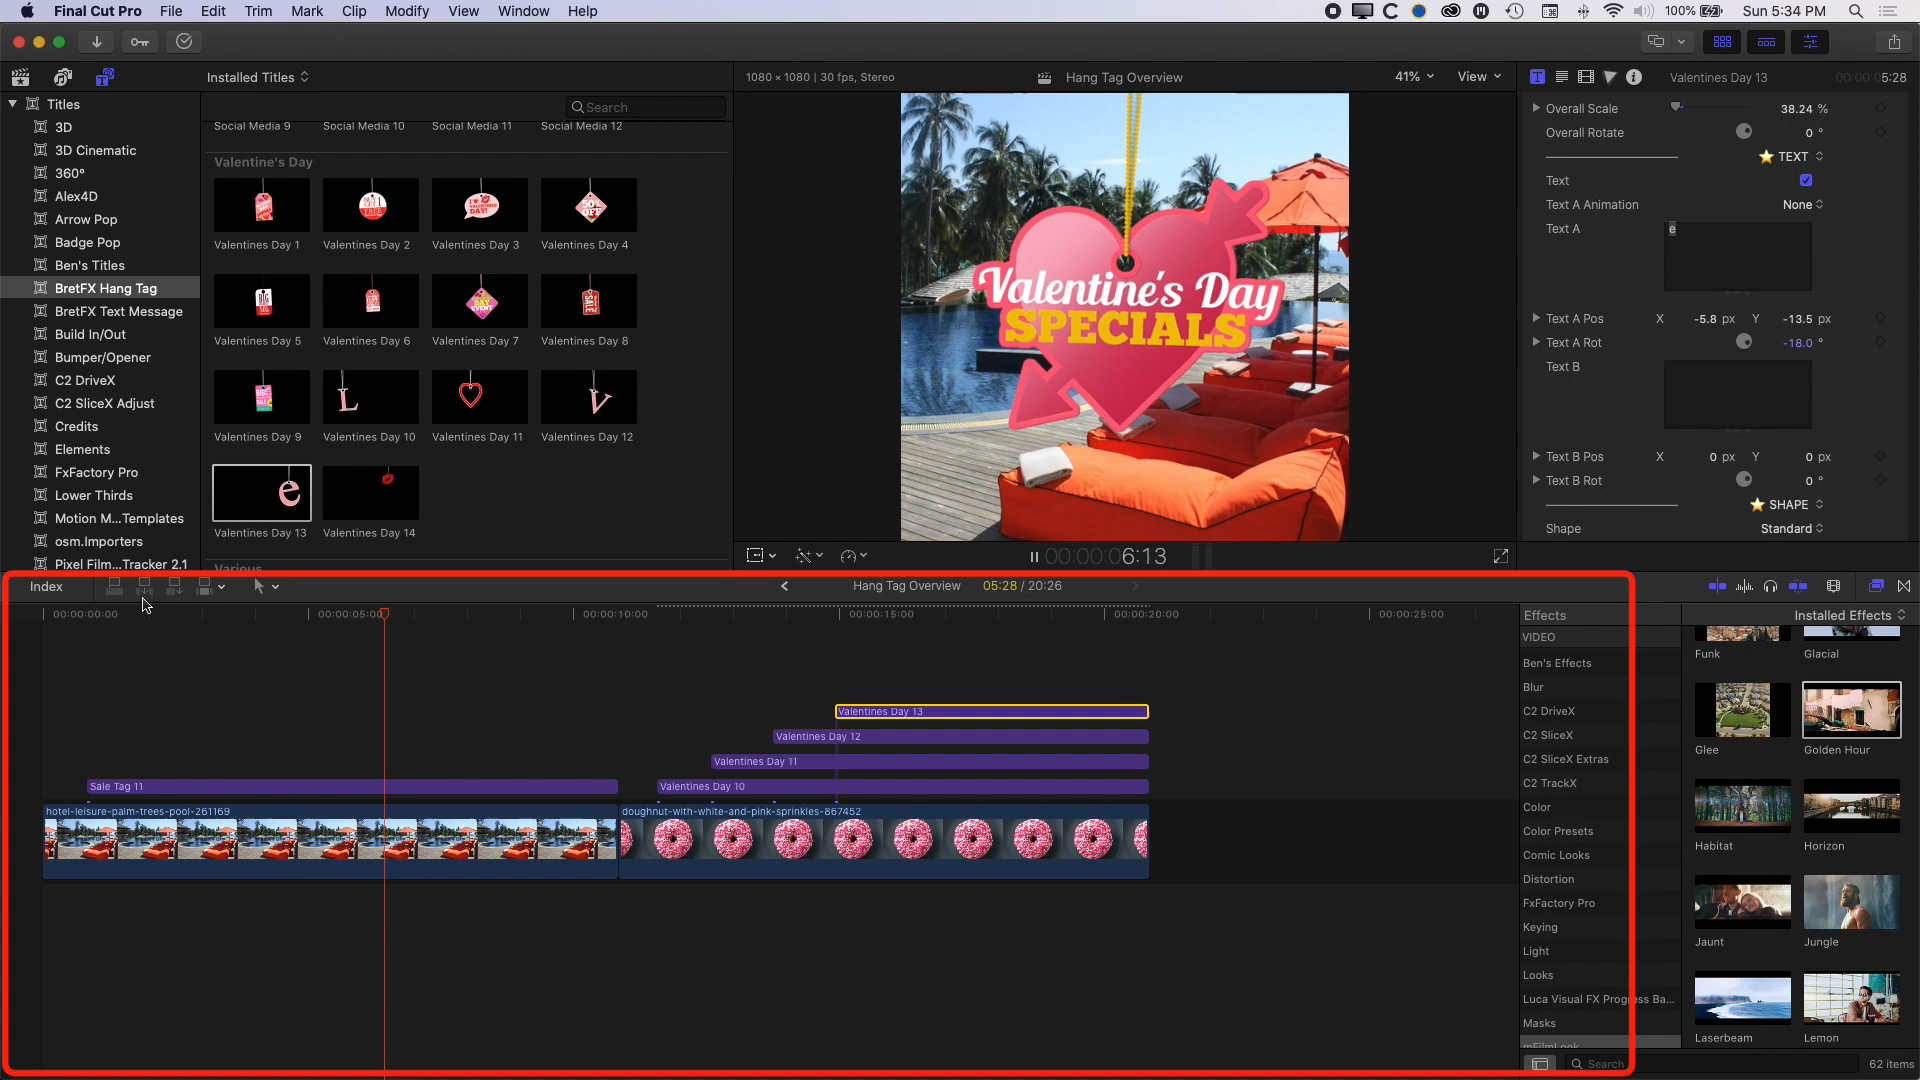 Final Cut Pro File Edit Trim Mark Clip Modify View Window Help 100% Sun 5:34 PM
Installed Titles
1080 × 1080 | 30 fps, Stereo
Hang Tag Overview
41%
View
Valentines Day 13
00:00:05:28
Titles
3D
3D Cinematic
360°
Alex4D
Arrow Pop
Badge Pop
Ben's Titles
BretFX Hang Tag
BretFX Text Message
Build In/Out
Bumper/Opener
C2 DriveX
C2 SliceX Adjust
Credits
Elements
FxFactory Pro
Lower Thirds
Motion M...Templates
osm.Importers
Pixel Film...Tracker 2.1
Search
Social Media 9 Social Media 10 Social Media 11 Social Media 12
Valentine's Day
Valentines Day 1 Valentines Day 2 Valentines Day 3 Valentines Day 4
Valentines Day 5 Valentines Day 6 Valentines Day 7 Valentines Day 8
L V
Valentines Day 9 Valentines Day 10 Valentines Day 11 Valentines Day 12
e
Valentines Day 13 Valentines Day 14
Various
Valentine's Day
SPECIALS
00:00:06:13
Overall Scale 38.24 %
Overall Rotate 0 °
TEXT
Text
Text A Animation None
Text A e
Text A Pos X -5.8 px Y -13.5 px
Text A Rot -18.0 °
Text B
Text B Pos X 0 px Y 0 px
Text B Rot 0 °
SHAPE
Shape Standard
Index
Hang Tag Overview 05:28 / 20:26
00:00:00:00 00:00:05:00 00:00:10:00 00:00:15:00 00:00:20:00 00:00:25:00
Valentines Day 13
Valentines Day 12
Valentines Day 11
Sale Tag 11 Valentines Day 10
hotel-leisure-palm-trees-pool-261169 doughnut-with-white-and-pink-sprinkles-867452
Effects
VIDEO
Ben's Effects
Blur
C2 DriveX
C2 SliceX
C2 SliceX Extras
C2 TrackX
Color
Color Presets
Comic Looks
Distortion
FxFactory Pro
Keying
Light
Looks
Luca Visual FX Progress Ba...
Masks
mFilmLook
Installed Effects
Funk Glacial
Glee Golden Hour
Habitat Horizon
Jaunt Jungle
Laserbeam Lemon
Search
62 items